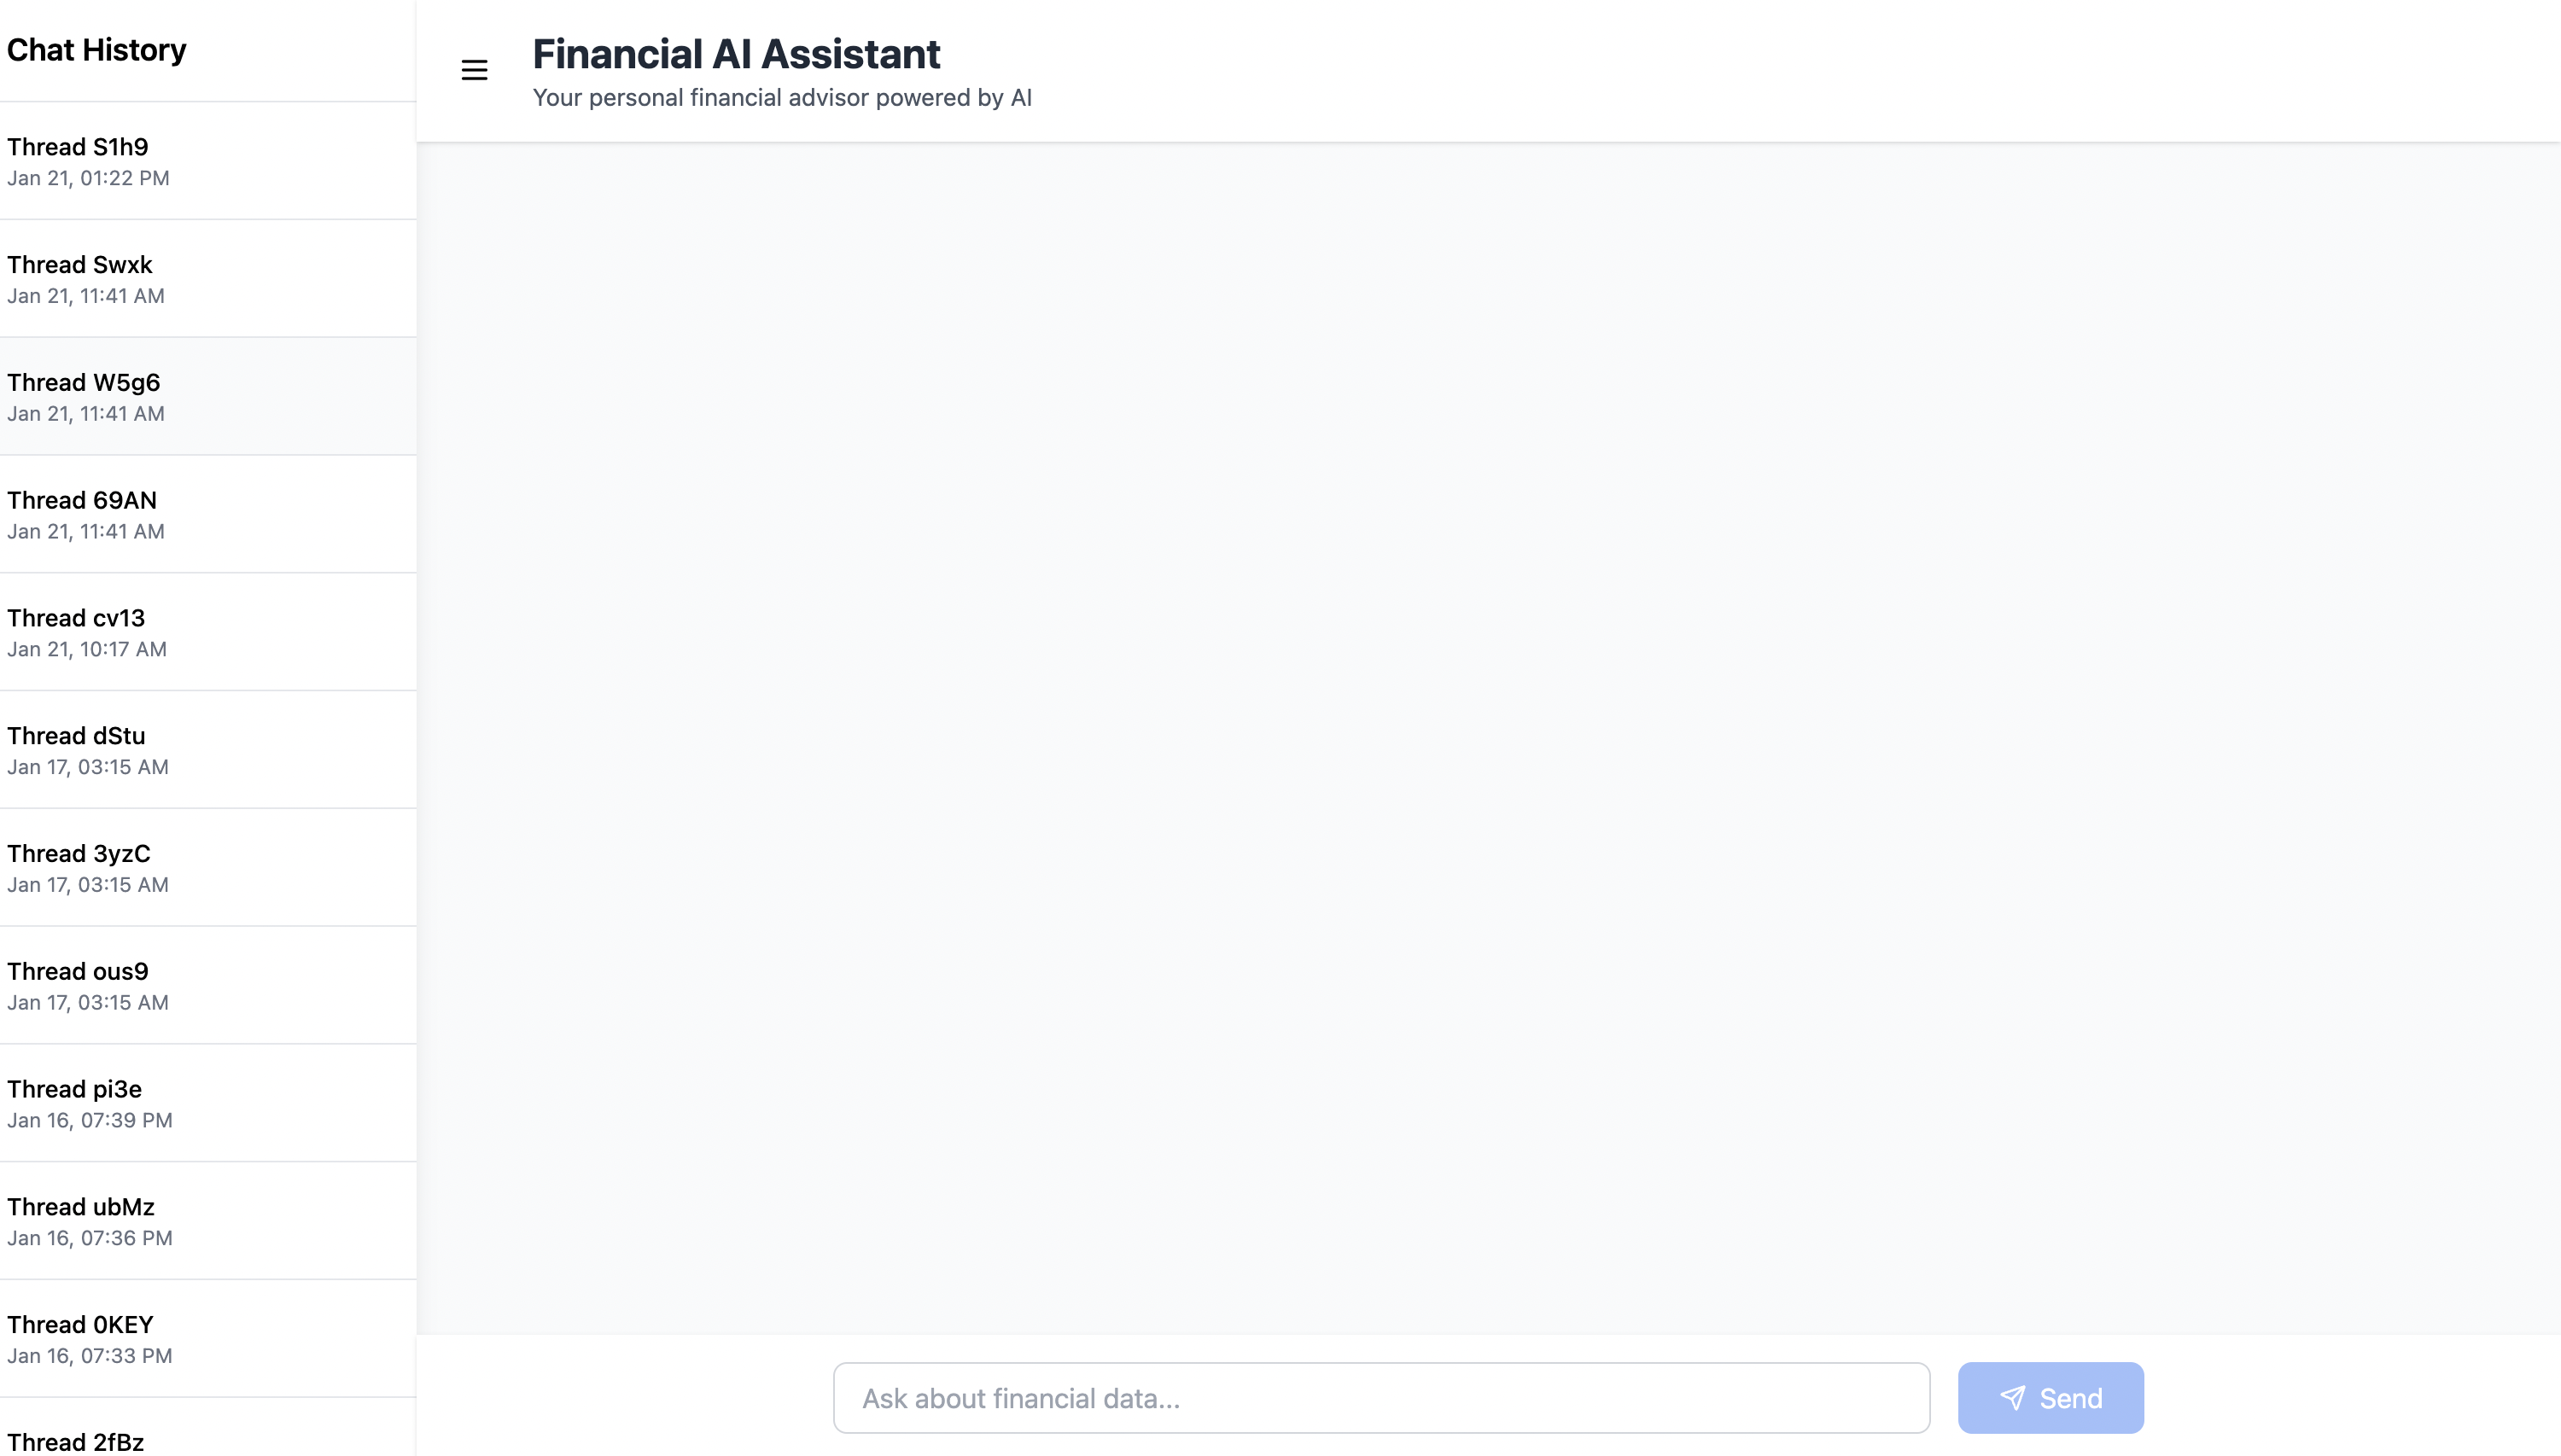 Chat History
Thread S1h9
Jan 21, 01:22 PM
Thread Swxk
Jan 21, 11:41 AM
Thread W5g6
Jan 21, 11:41 AM
Thread 69AN
Jan 21, 11:41 AM
Thread cv13
Jan 21, 10:17 AM
Thread dStu
Jan 17, 03:15 AM
Thread 3yzC
Jan 17, 03:15 AM
Thread ous9
Jan 17, 03:15 AM
Thread pi3e
Jan 16, 07:39 PM
Thread ubMz
Jan 16, 07:36 PM
Thread 0KEY
Jan 16, 07:33 PM
Thread 2fBz
Financial AI Assistant
Your personal financial advisor powered by AI
Ask about financial data...
Send